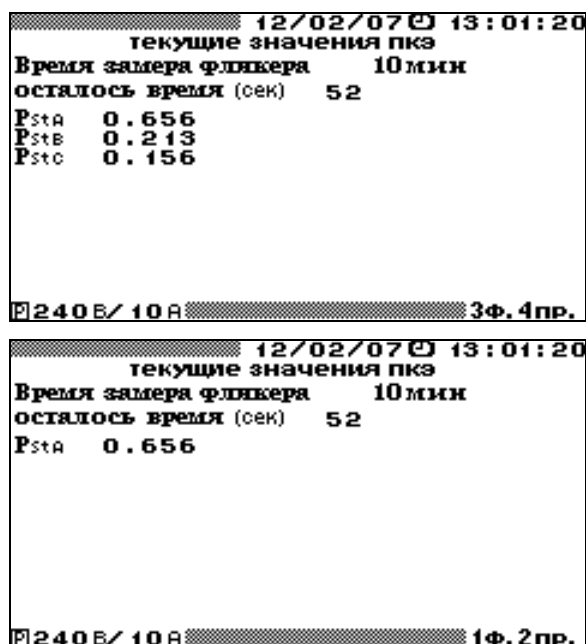 12/02/07 13:01:20
текущие значения пкэ
Время замера фликера 10мин
осталось время (сек) 52
PstA 0.656
PstB 0.213
PstC 0.156
P 240В/10А 3ф.4пр.
12/02/07 13:01:20
текущие значения пкэ
Время замера фликера 10мин
осталось время (сек) 52
PstA 0.656
P 240В/10А 1ф.2пр.